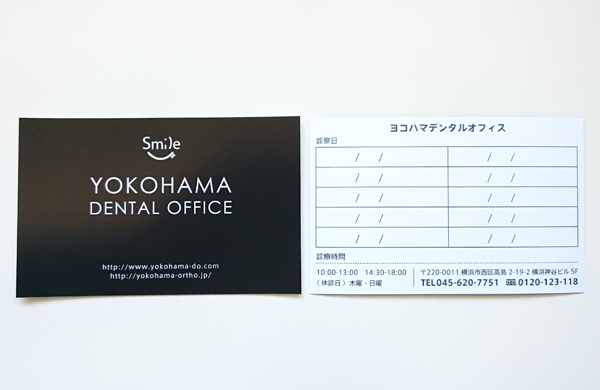 Smile
YOKOHAMA
DENTAL OFFICE
http://www.yokohama-do.com
http://yokohama-ortho.jp/
ヨコハマデンタルオフィス
診察日
/ / / /
/ / / /
/ / / /
/ / / /
/ / / /
診療時間
10:00-13:00 14:30-18:00
〈休診日〉木曜・日曜
〒220-0011 横浜市西区高島 2-19-2 横浜神谷ビル 5F
TEL045-620-7751 0120-123-118